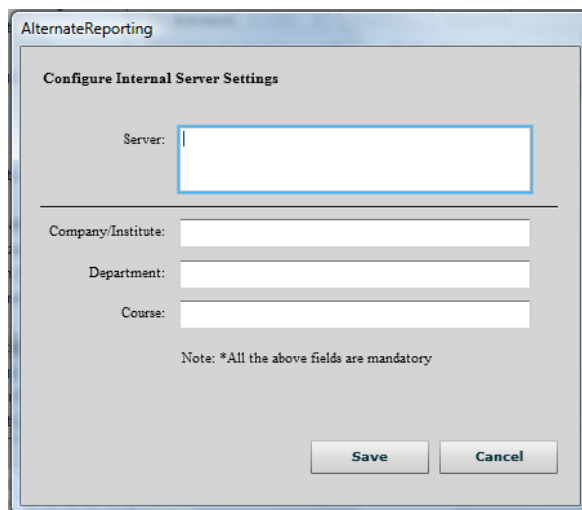 AlternateReporting
Configure Internal Server Settings
Server:
Company/Institute:
Department:
Course:
Note: *All the above fields are mandatory
Save Cancel